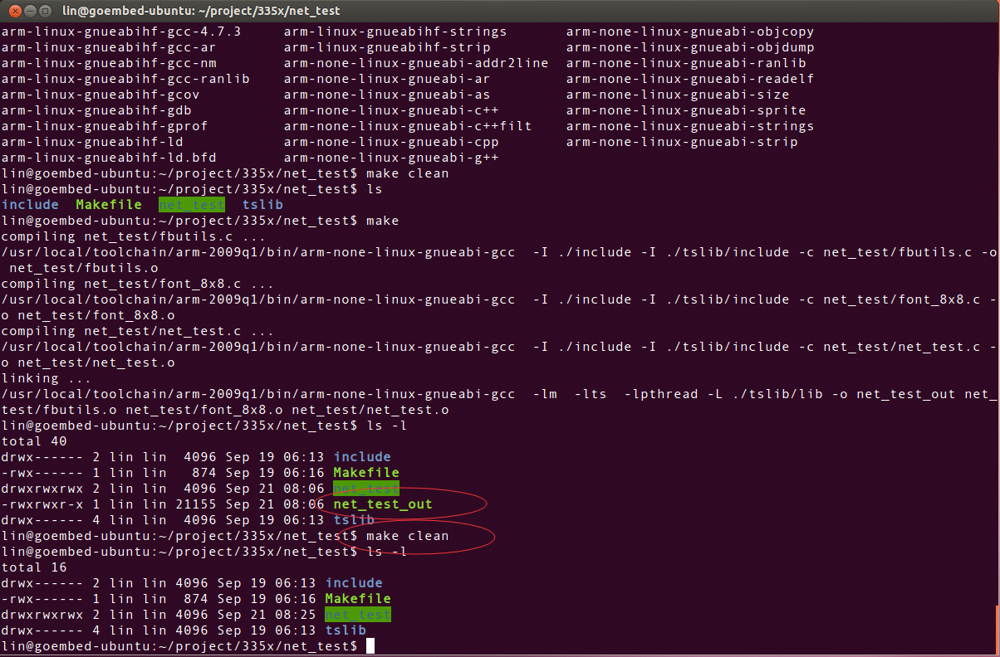 lin@goembed-ubuntu: ~/project/335x/net_test
arm-linux-gnueabihf-gcc-4.7.3 arm-linux-gnueabihf-strings arm-none-linux-gnueabi-objcopy
arm-linux-gnueabihf-gcc-ar arm-linux-gnueabihf-strip arm-none-linux-gnueabi-objdump
arm-linux-gnueabihf-gcc-nm arm-none-linux-gnueabi-addr2line arm-none-linux-gnueabi-ranlib
arm-linux-gnueabihf-gcc-ranlib arm-none-linux-gnueabi-ar arm-none-linux-gnueabi-readelf
arm-linux-gnueabihf-gcov arm-none-linux-gnueabi-as arm-none-linux-gnueabi-size
arm-linux-gnueabihf-gdb arm-none-linux-gnueabi-c++ arm-none-linux-gnueabi-sprite
arm-linux-gnueabihf-gprof arm-none-linux-gnueabi-c++filt arm-none-linux-gnueabi-strings
arm-linux-gnueabihf-ld arm-none-linux-gnueabi-cpp arm-none-linux-gnueabi-strip
arm-linux-gnueabihf-ld.bfd arm-none-linux-gnueabi-g++
lin@goembed-ubuntu:~/project/335x/net_test$ make clean
lin@goembed-ubuntu:~/project/335x/net_test$ ls
include Makefile net_test tslib
lin@goembed-ubuntu:~/project/335x/net_test$ make
compiling net_test/fbutils.c ...
/usr/local/toolchain/arm-2009q1/bin/arm-none-linux-gnueabi-gcc -I ./include -I ./tslib/include -c net_test/fbutils.c -o
net_test/fbutils.o
compiling net_test/font_8x8.c ...
/usr/local/toolchain/arm-2009q1/bin/arm-none-linux-gnueabi-gcc -I ./include -I ./tslib/include -c net_test/font_8x8.c -
o net_test/font_8x8.o
compiling net_test/net_test.c ...
/usr/local/toolchain/arm-2009q1/bin/arm-none-linux-gnueabi-gcc -I ./include -I ./tslib/include -c net_test/net_test.c -
o net_test/net_test.o
linking ...
/usr/local/toolchain/arm-2009q1/bin/arm-none-linux-gnueabi-gcc -lm -lts -lpthread -L ./tslib/lib -o net_test_out net_
test/fbutils.o net_test/font_8x8.o net_test/net_test.o
lin@goembed-ubuntu:~/project/335x/net_test$ ls -l
total 40
drwx------ 2 lin lin 4096 Sep 19 06:13 include
-rwx------ 1 lin lin 874 Sep 19 06:16 Makefile
drwxrwxrwx 2 lin lin 4096 Sep 21 08:06 net_test
-rwxrwxr-x 1 lin lin 21155 Sep 21 08:06 net_test_out
drwx------ 4 lin lin 4096 Sep 19 06:13 tslib
lin@goembed-ubuntu:~/project/335x/net_test$ make clean
lin@goembed-ubuntu:~/project/335x/net_test$ ls -l
total 16
drwx------ 2 lin lin 4096 Sep 19 06:13 include
-rwx------ 1 lin lin 874 Sep 19 06:16 Makefile
drwxrwxrwx 2 lin lin 4096 Sep 21 08:25 net_test
drwx------ 4 lin lin 4096 Sep 19 06:13 tslib
lin@goembed-ubuntu:~/project/335x/net_test$